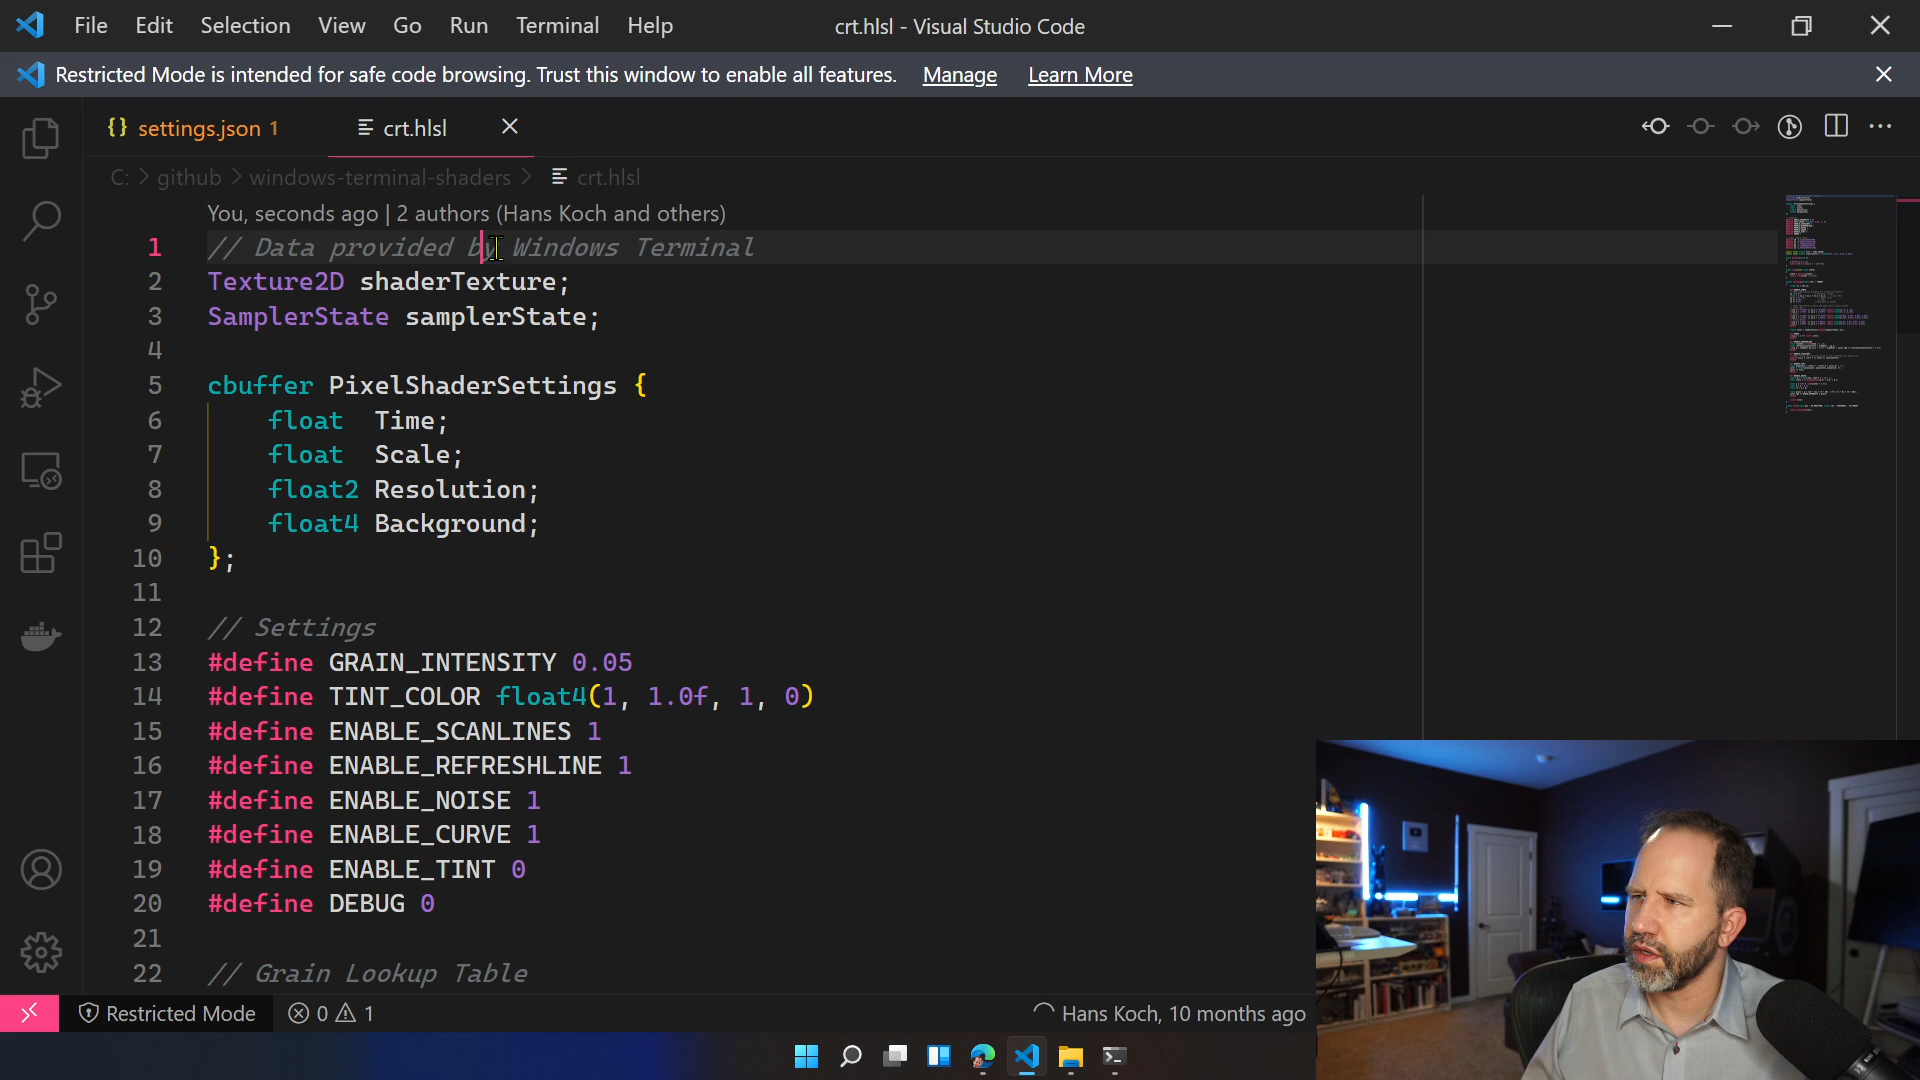 File Edit Selection View Go Run Terminal Help crt.hlsl - Visual Studio Code
Restricted Mode is intended for safe code browsing. Trust this window to enable all features. Manage Learn More
{} settings.json 1 crt.hlsl
C: > github > windows-terminal-shaders > crt.hlsl
You, seconds ago | 2 authors (Hans Koch and others)
1 // Data provided by Windows Terminal
2 Texture2D shaderTexture;
3 SamplerState samplerState;
4
5 cbuffer PixelShaderSettings {
6 float Time;
7 float Scale;
8 float2 Resolution;
9 float4 Background;
10 };
11
12 // Settings
13 #define GRAIN_INTENSITY 0.05
14 #define TINT_COLOR float4(1, 1.0f, 1, 0)
15 #define ENABLE_SCANLINES 1
16 #define ENABLE_REFRESHLINE 1
17 #define ENABLE_NOISE 1
18 #define ENABLE_CURVE 1
19 #define ENABLE_TINT 0
20 #define DEBUG 0
21
22 // Grain Lookup Table
Restricted Mode 0 1 Hans Koch, 10 months ago